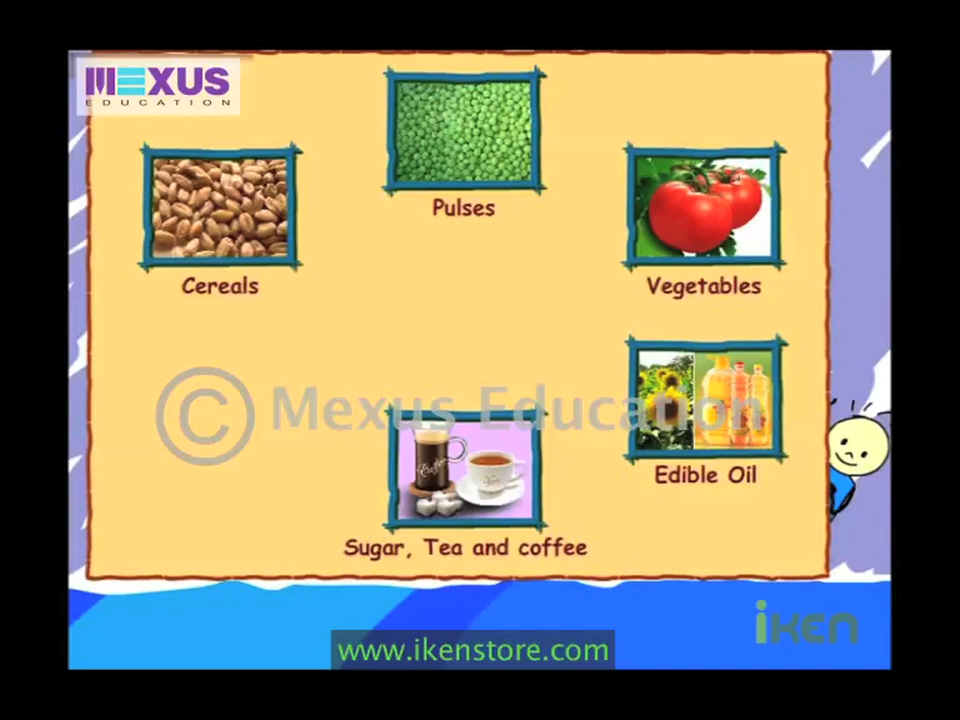 MEXUS
EDUCATION
Pulses
Cereals
Vegetables
© Mexus Education
Edible Oil
Sugar, Tea and coffee
iKEN
www.ikenstore.com